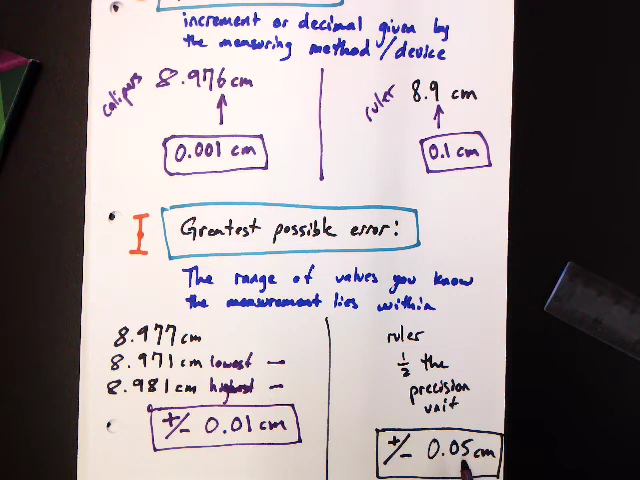 increment or decimal given by
the measuring method/device
calipers 8.976 cm
0.001 cm
ruler 8.9 cm
0.1 cm
I Greatest possible error:
The range of values you know
the measurement lies within
8.977 cm
8.971 cm lowest —
8.981 cm highest —
+/- 0.01 cm
ruler
1/2 the
precision
unit
+/- 0.05 cm